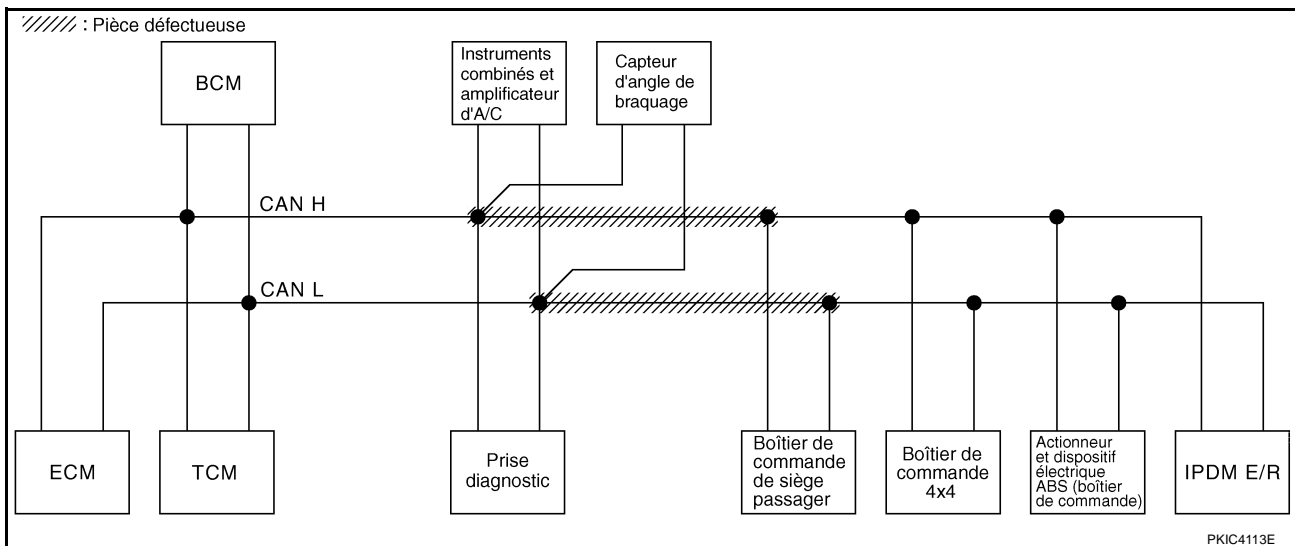 : Pièce défectueuse
BCM
Instruments
combinés et
amplificateur
d'A/C
Capteur
d'angle de
braquage
CAN H
CAN L
ECM
TCM
Prise
diagnostic
Boîtier de
commande
de siège
passager
Boîtier de
commande
4x4
Actionneur
et dispositif
électrique
ABS (boîtier
de commande)
IPDM E/R
PKIC4113E